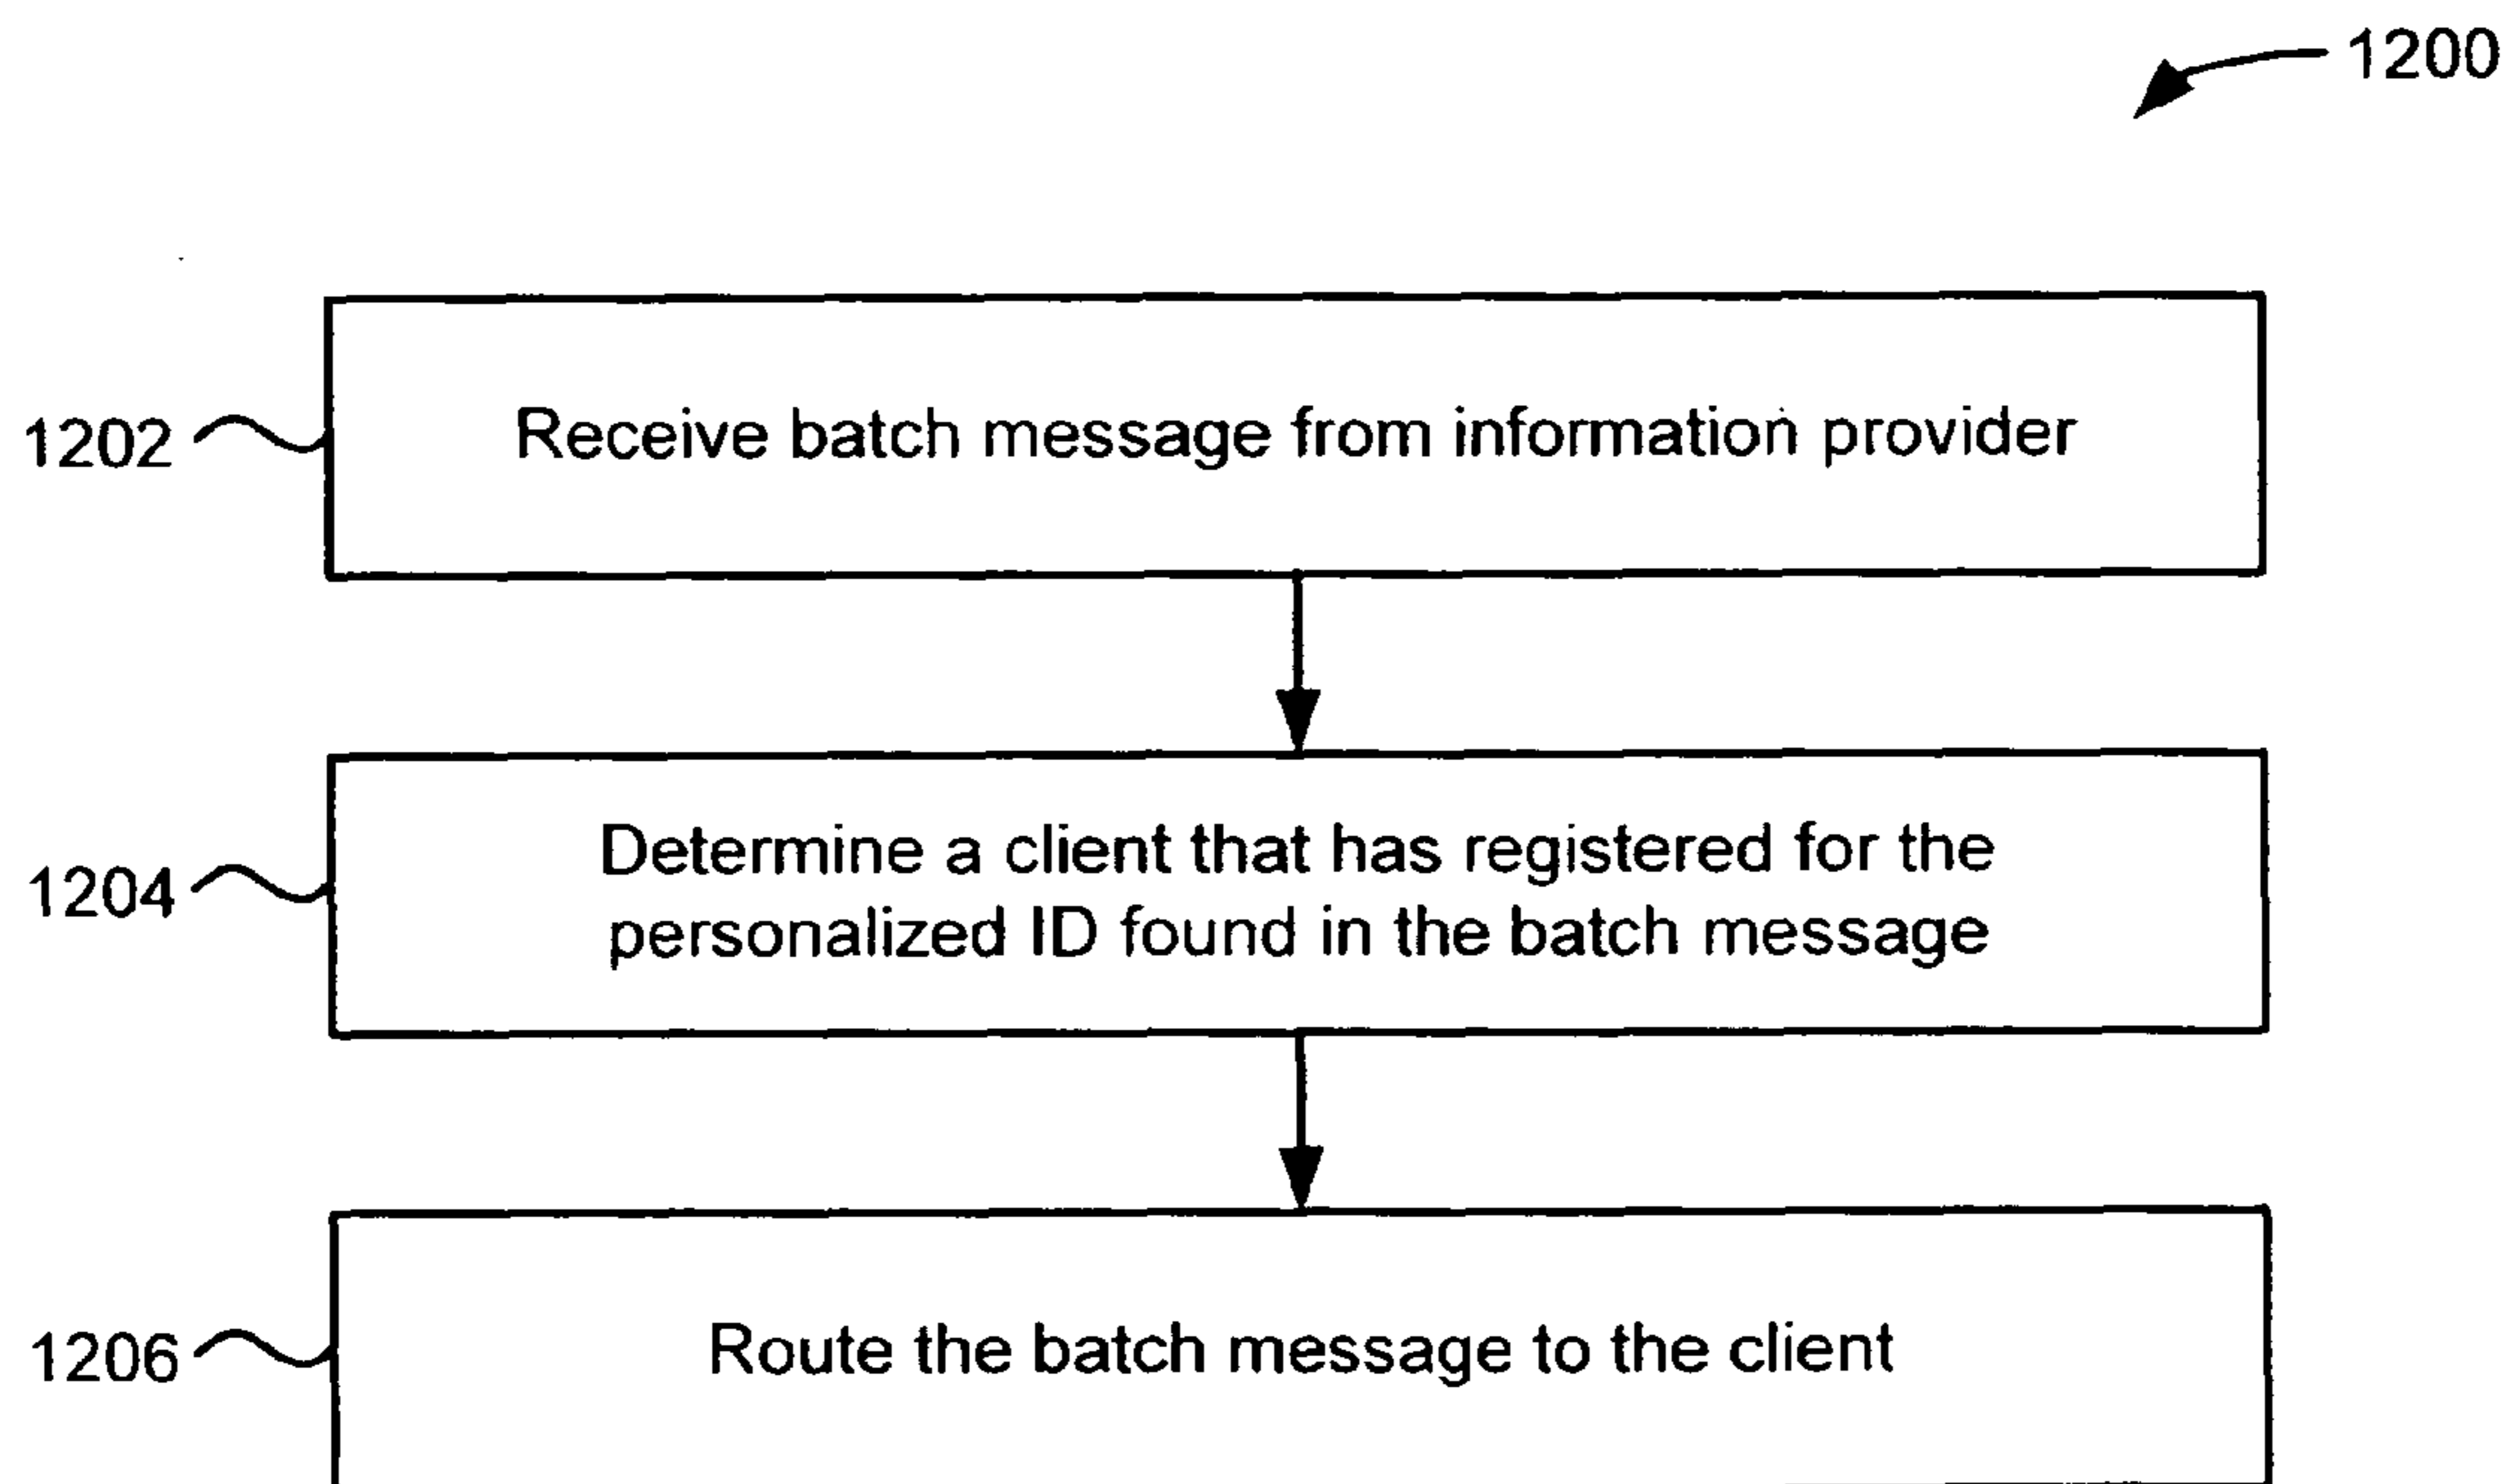 1200
1202
Receive batch message from information provider
1204
Determine a client that has registered for the
personalized ID found in the batch message
1206
Route the batch message to the client